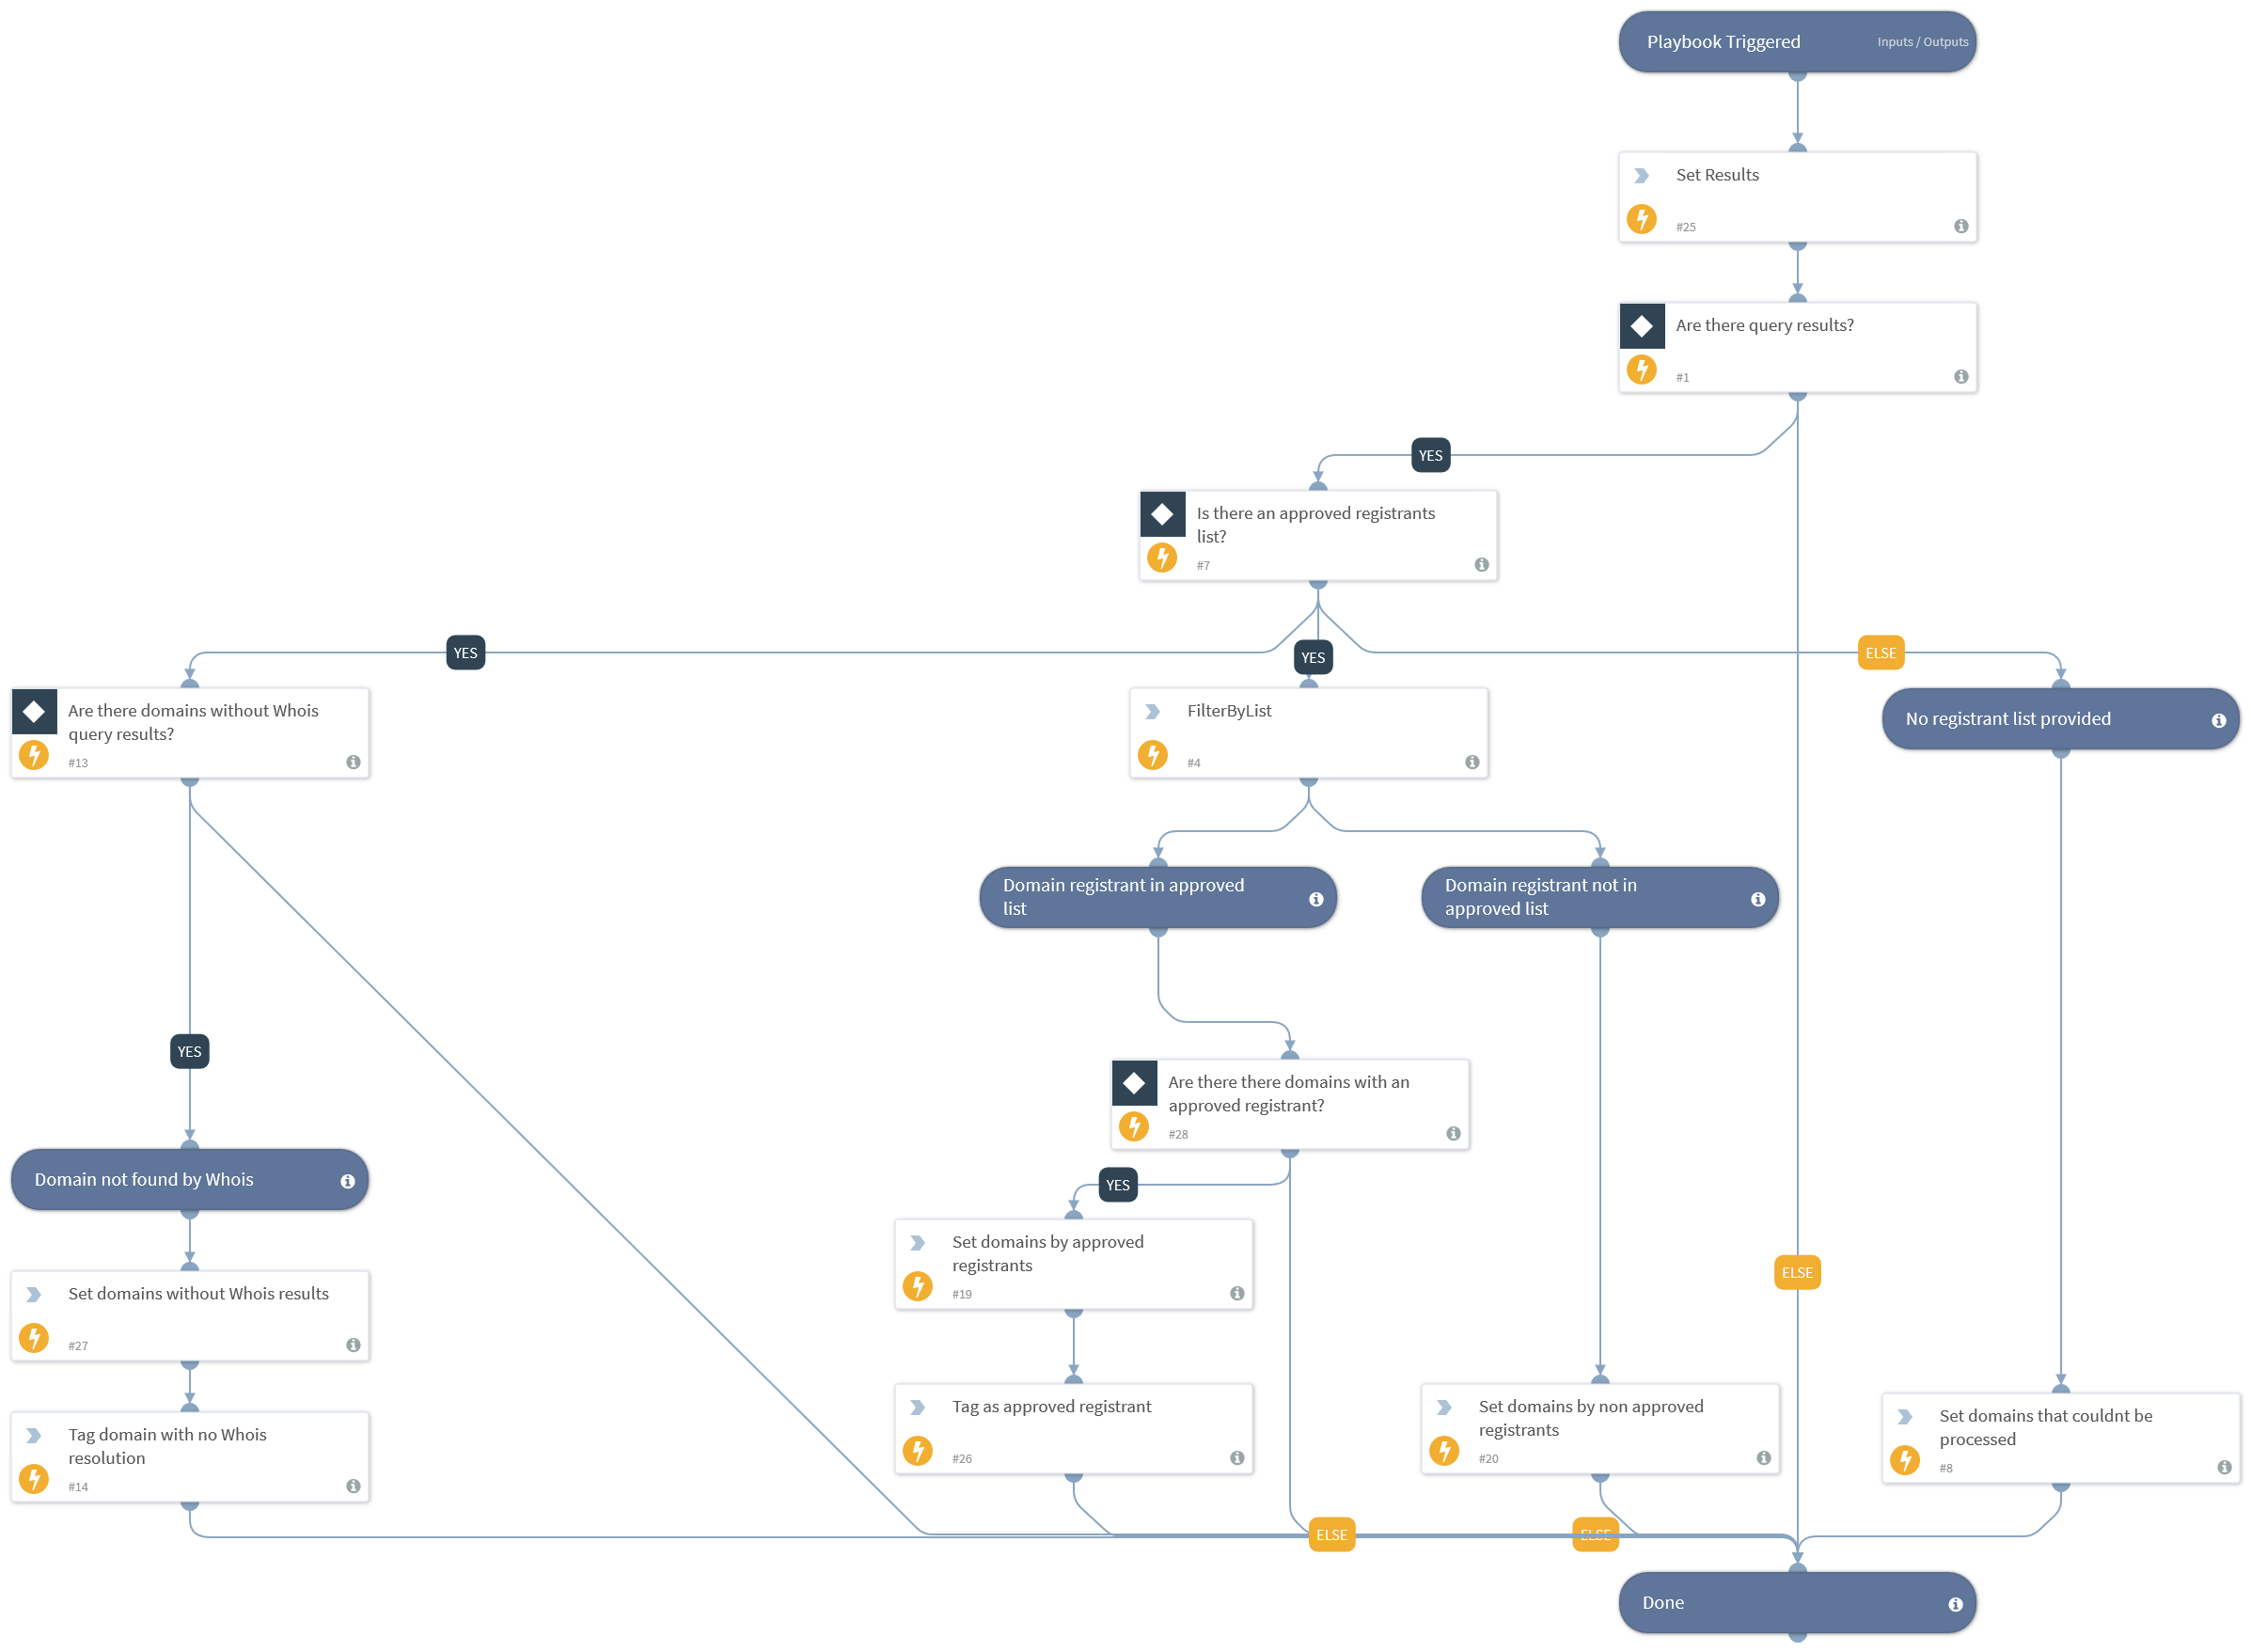 Playbook Triggered
Inputs / Outputs
Set Results
#25
Are there query results?
#1
YES
Is there an approved registrants
list?
#7
YES
YES
ELSE
Are there domains without Whois
query results?
#13
FilterByList
#4
No registrant list provided
Domain registrant in approved
list
Domain registrant not in
approved list
YES
Are there there domains with an
approved registrant?
#28
Domain not found by Whois
YES
Set domains by approved
registrants
#19
ELSE
Set domains without Whois results
#27
Tag as approved registrant
#26
Set domains by non approved
registrants
#20
Set domains that couldnt be
processed
#8
Tag domain with no Whois
resolution
#14
ELSE
ELSE
Done